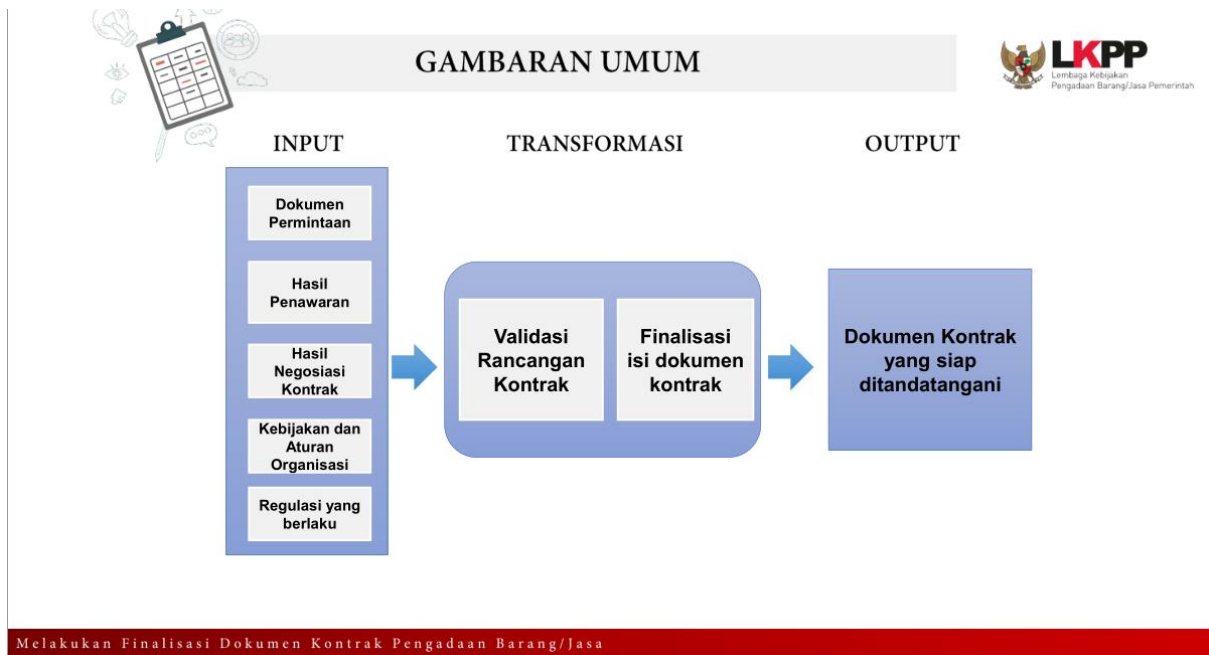 GAMBARAN UMUM
LKPP
Lembaga Kebijakan
Pengadaan Barang/Jasa Pemerintah
INPUT
TRANSFORMASI
OUTPUT
Dokumen
Permintaan
Hasil
Penawaran
Hasil
Negosiasi
Kontrak
Kebijakan dan
Aturan
Organisasi
Regulasi yang
berlaku
Validasi
Rancangan
Kontrak
Finalisasi
isi dokumen
kontrak
Dokumen Kontrak
yang siap
ditandatangani
Melakukan Finalisasi Dokumen Kontrak Pengadaan Barang/Jasa